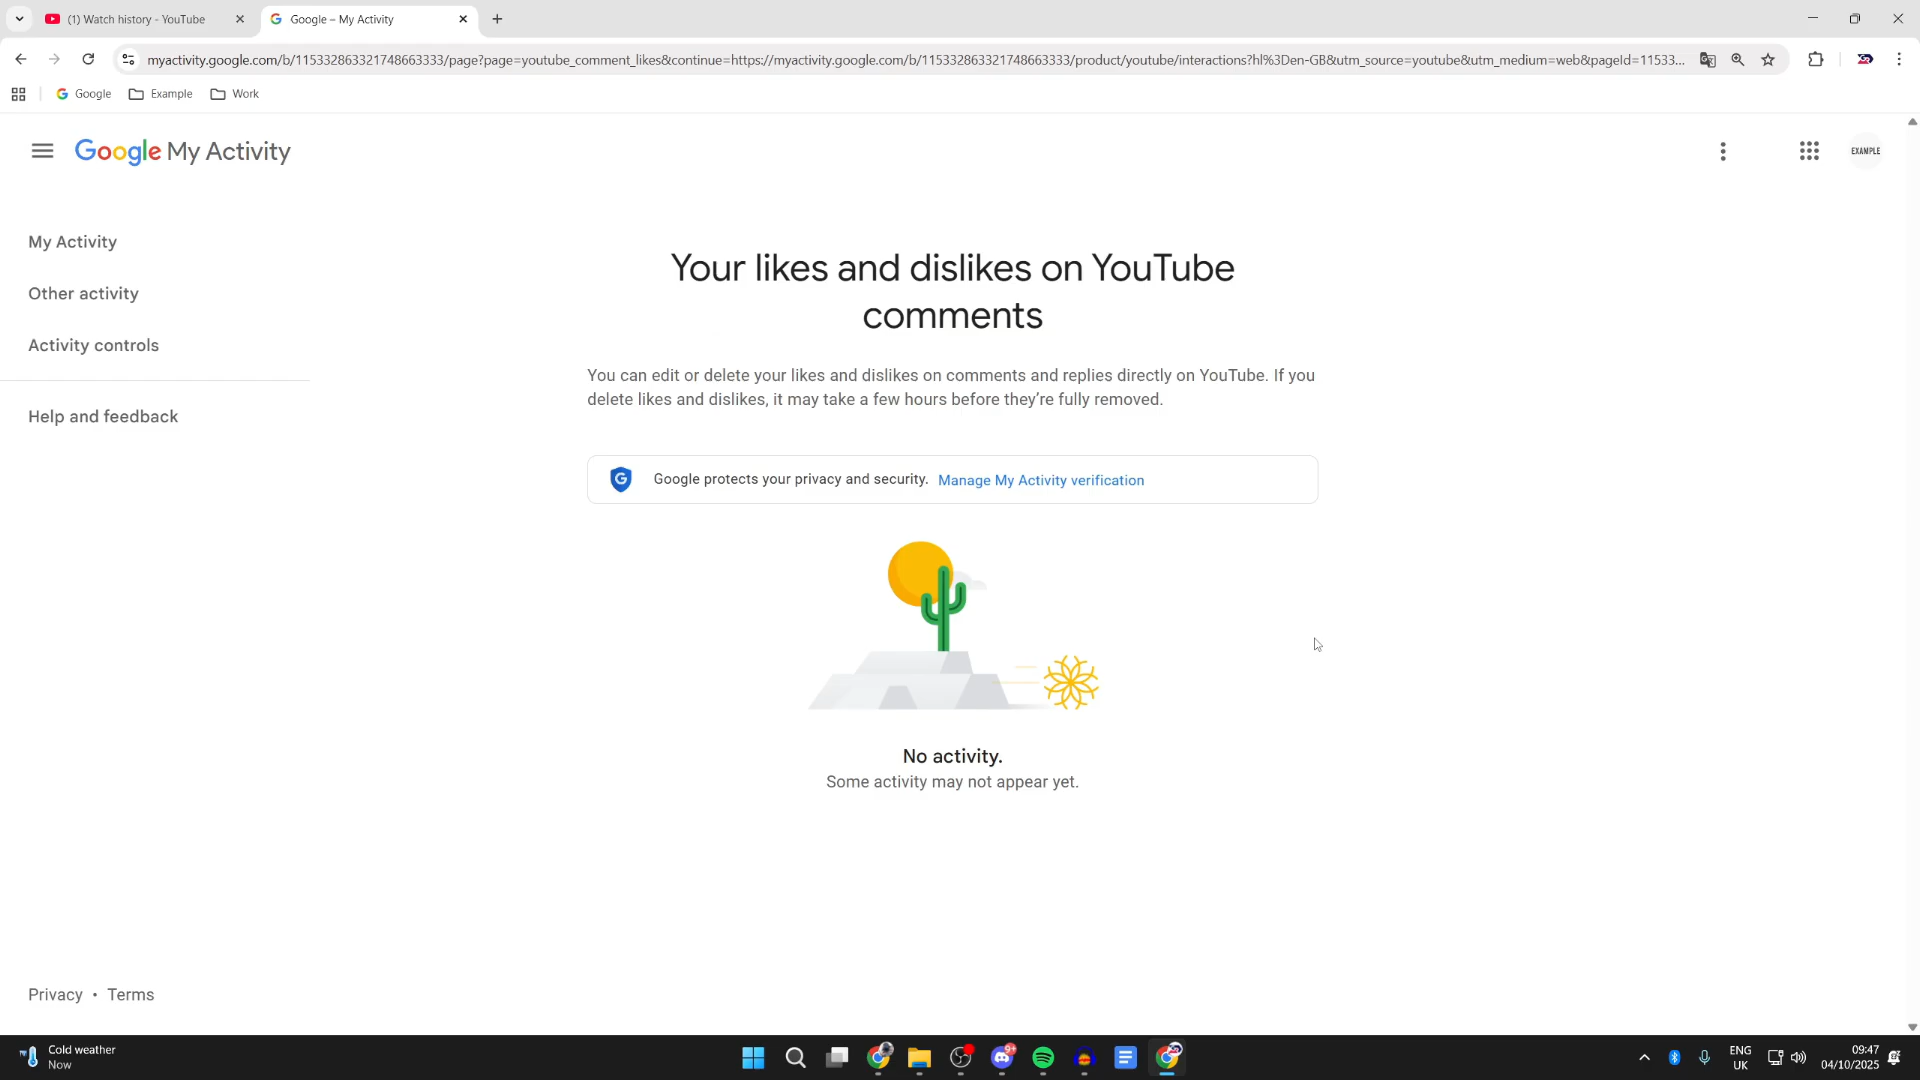 (1) Watch history - YouTube
Google – My Activity
myactivity.google.com/b/115332863321748663333/page?page=youtube_comment_likes&continue=https://myactivity.google.com/b/115332863321748663333/product/youtube/interactions?hl%3Den-GB&utm_source=youtube&utm_medium=web&pageId=11533...
Google
Example
Work
Google My Activity
EXAMPLE
My Activity
Other activity
Activity controls
Help and feedback
Your likes and dislikes on YouTube
comments
You can edit or delete your likes and dislikes on comments and replies directly on YouTube. If you
delete likes and dislikes, it may take a few hours before they’re fully removed.
Google protects your privacy and security. Manage My Activity verification
No activity.
Some activity may not appear yet.
Privacy • Terms
Cold weather
Now
9+
ENG
UK
09:47
04/10/2025